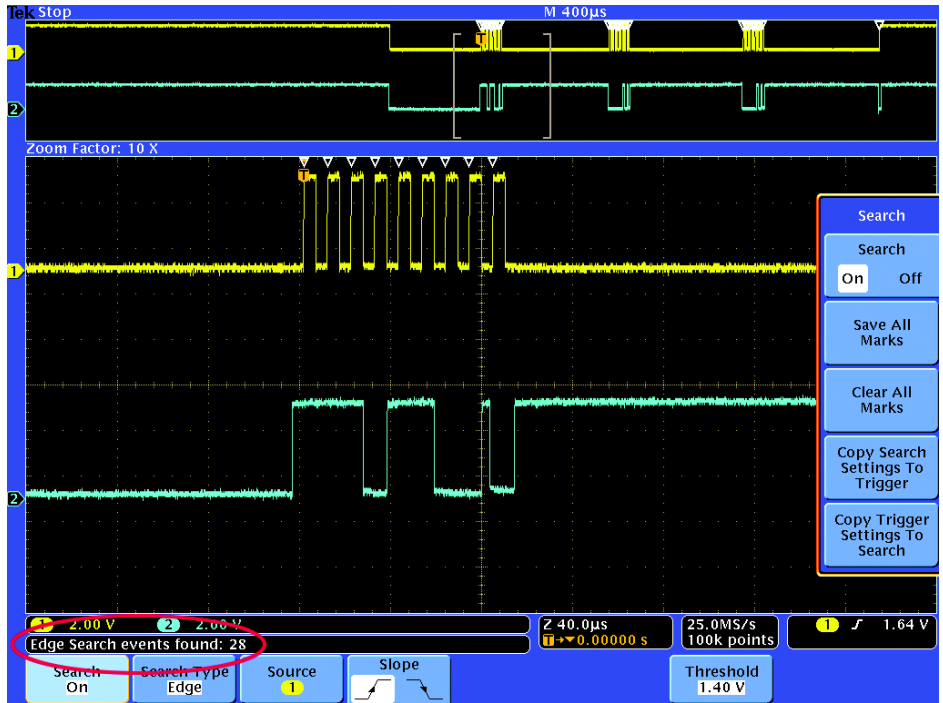 Tek Stop
M 400µs
1
T
2
Zoom Factor: 10 X
T
1
2
Search
Search
On Off
Save All
Marks
Clear All
Marks
Copy Search
Settings To
Trigger
Copy Trigger
Settings To
Search
1 2.00 V 2 2.00 V
Edge Search events found: 28
Z 40.0µs
T→▼0.00000 s
25.0MS/s
100k points
1 1.64 V
Search
On
Search Type
Edge
Source
1
Slope
Threshold
1.40 V